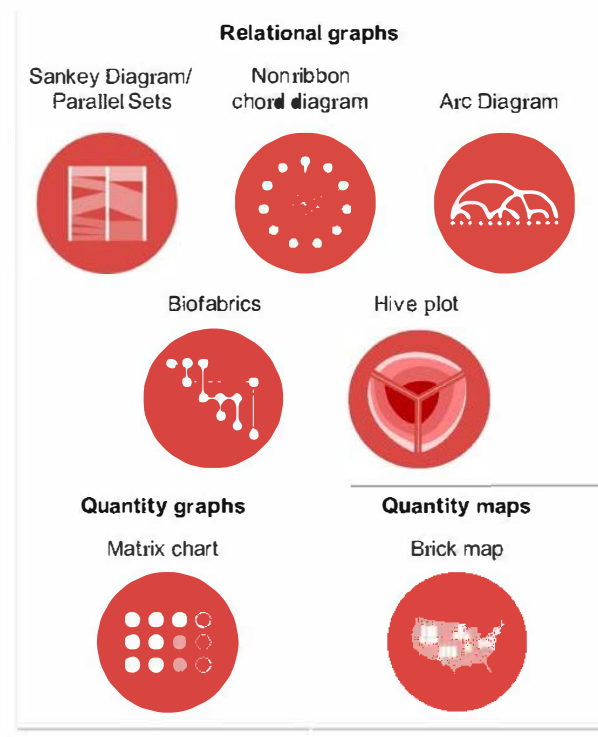 Relational graphs
Sankey Diagram/
Parallel Sets
Nonribbon
chord diagram
Arc Diagram
Biofabrics
Hive plot
Quantity graphs
Quantity maps
Matrix chart
Brick map